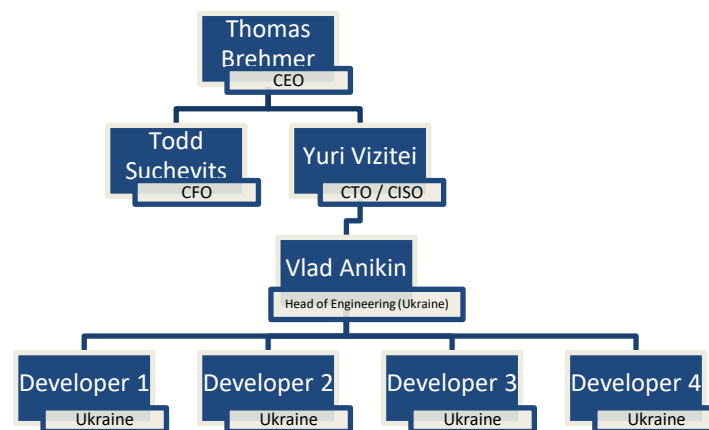 Thomas
Brehmer
CEO
Todd
Suchevits
CFO
Yuri Vizitei
CTO / CISO
Vlad Anikin
Head of Engineering (Ukraine)
Developer 1
Ukraine
Developer 2
Ukraine
Developer 3
Ukraine
Developer 4
Ukraine